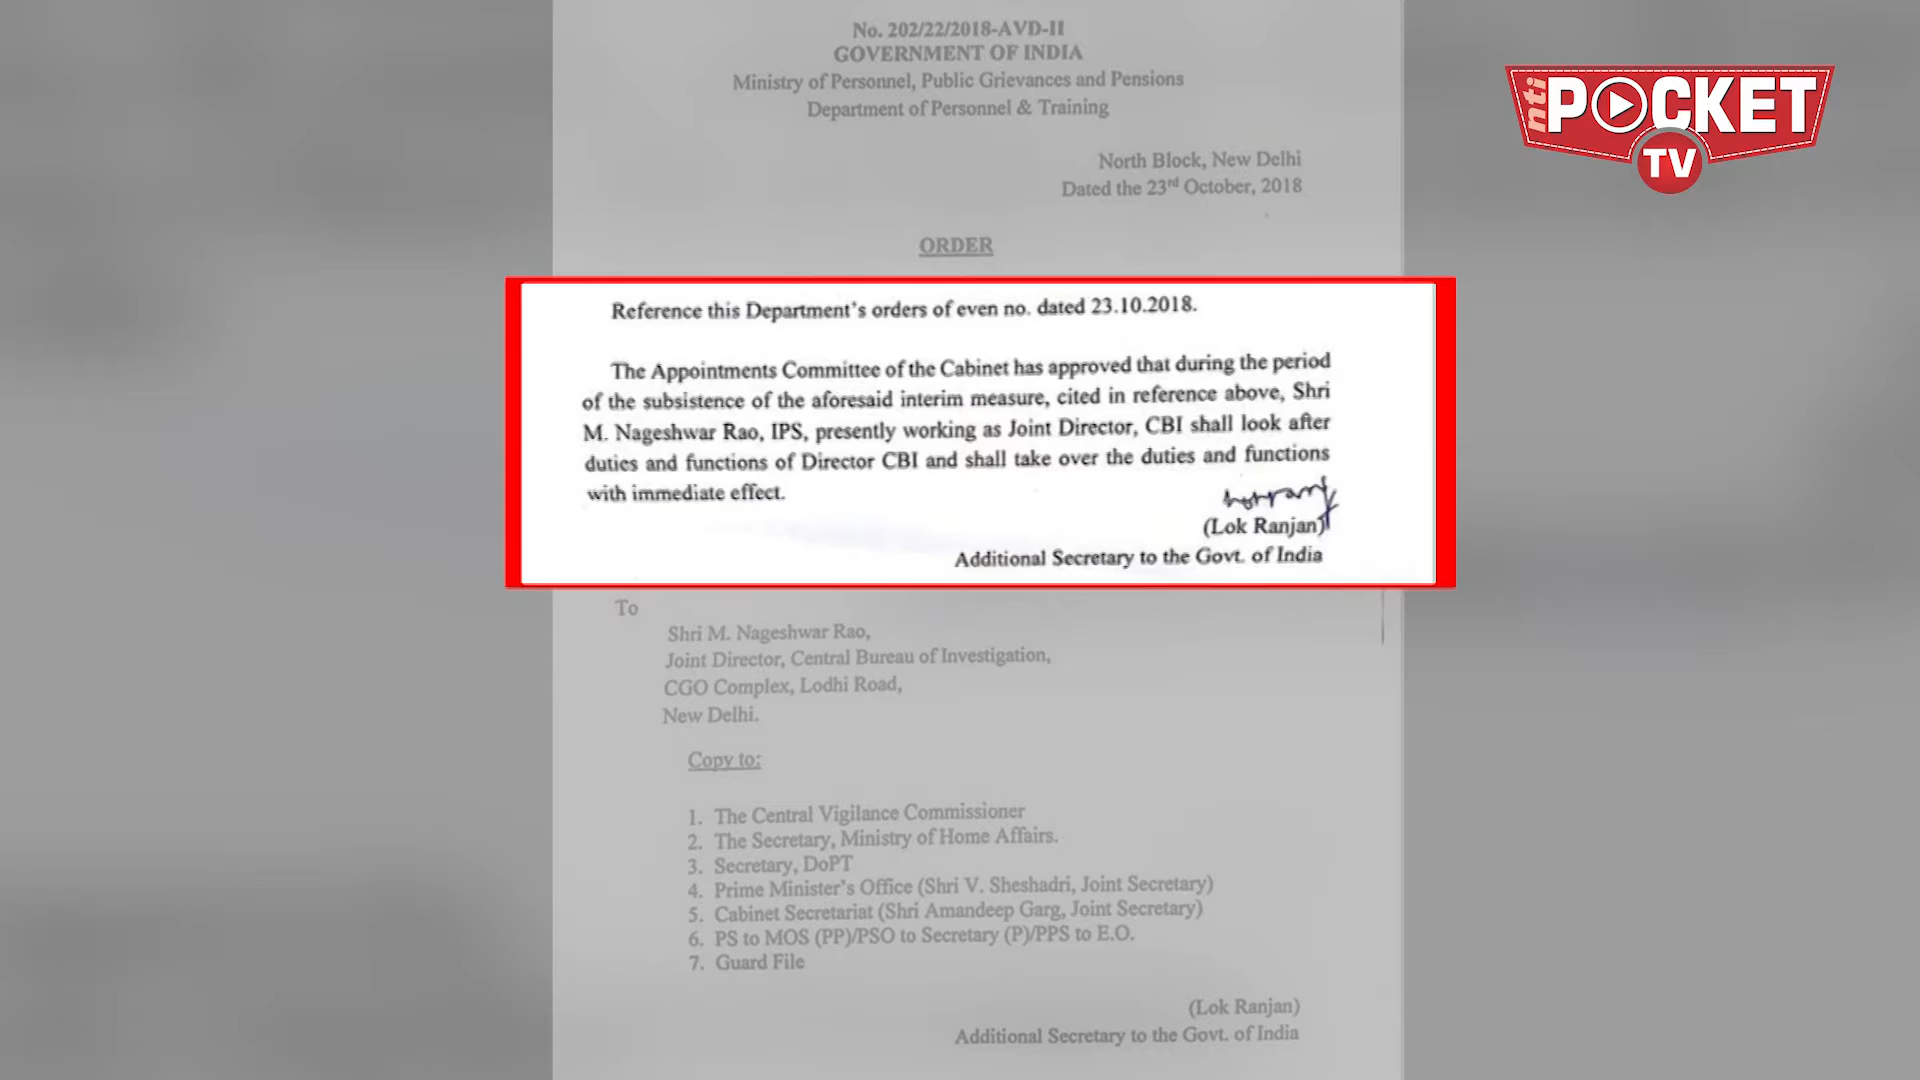 No. 202/22/2018-AVD-II
GOVERNMENT OF INDIA
Ministry of Personnel, Public Grievances and Pensions
Department of Personnel & Training
North Block, New Delhi
Dated the 23rd October, 2018
ORDER
Reference this Department's orders of even no. dated 23.10.2018.
The Appointments Committee of the Cabinet has approved that during the period
of the subsistence of the aforesaid interim measure, cited in reference above, Shri
M. Nageshwar Rao, IPS, presently working as Joint Director, CBI shall look after
duties and functions of Director CBI and shall take over the duties and functions
with immediate effect.
(Lok Ranjan)
Additional Secretary to the Govt. of India
To
Shri M. Nageshwar Rao,
Joint Director, Central Bureau of Investigation,
CGO Complex, Lodhi Road,
New Delhi.
Copy to:
1. The Central Vigilance Commissioner
2. The Secretary, Ministry of Home Affairs.
3. Secretary, DoPT
4. Prime Minister's Office (Shri V. Sheshadri, Joint Secretary)
5. Cabinet Secretariat (Shri Amandeep Garg, Joint Secretary)
6. PS to MOS (PP)/PSO to Secretary (P)/PPS to E.O.
7. Guard File
(Lok Ranjan)
Additional Secretary to the Govt. of India
nti POCKET
TV